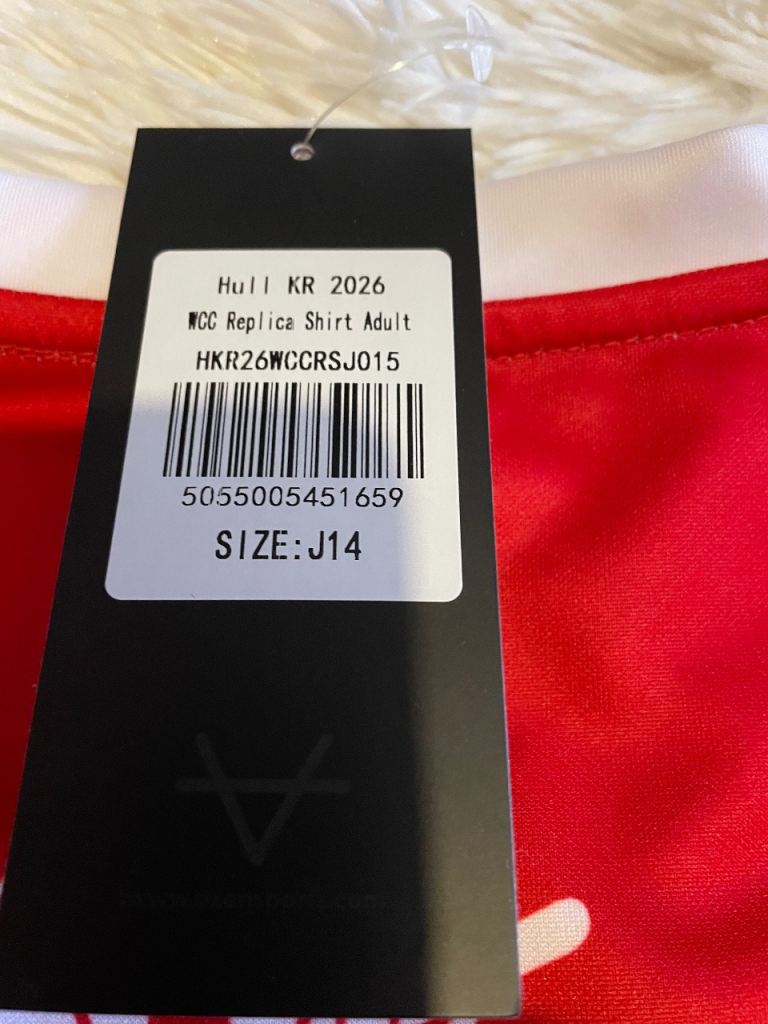 Hull KR 2026
WCC Replica Shirt Adult
HKR26WCCRSJ015
5055005451659
SIZE:J14